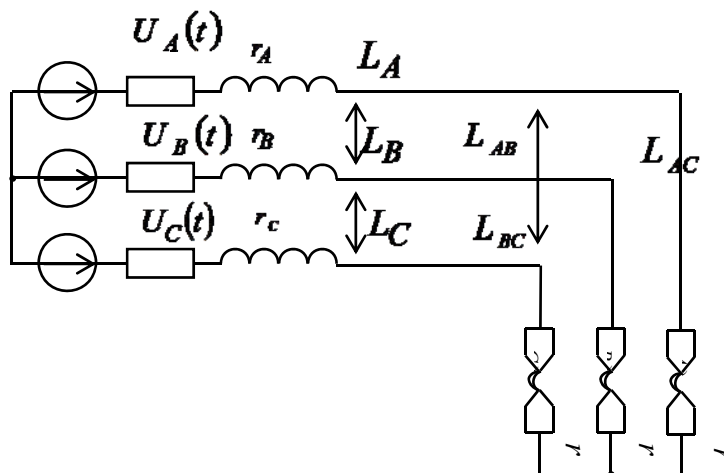 U_A(t) r_A L_A
U_B(t) r_B L_B L_AB L_AC
U_C(t) r_c L_C L_BC